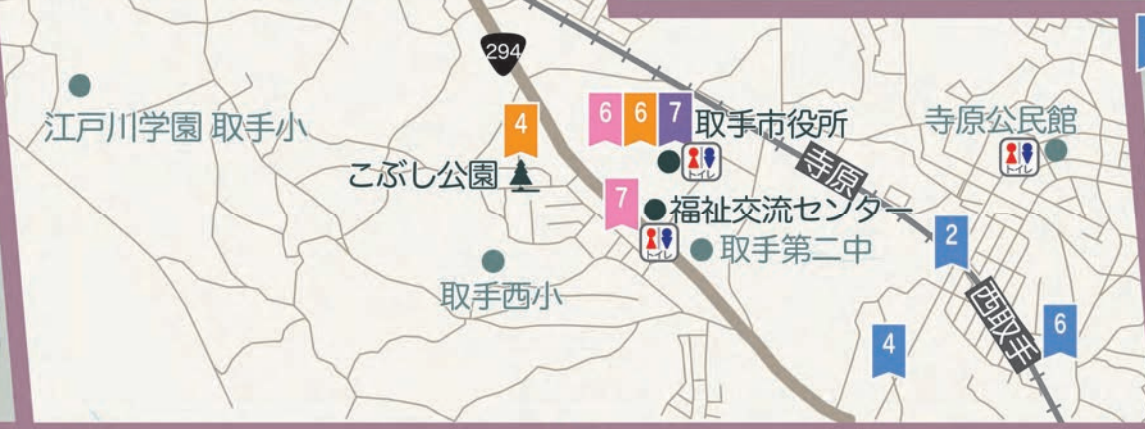 294
江戸川学園 取手小
4
6
6
7
取手市役所
トイレ
寺原公民館
トイレ
こぶし公園
寺原
7
福祉交流センター
トイレ
取手第二中
2
取手西小
西取手
4
6